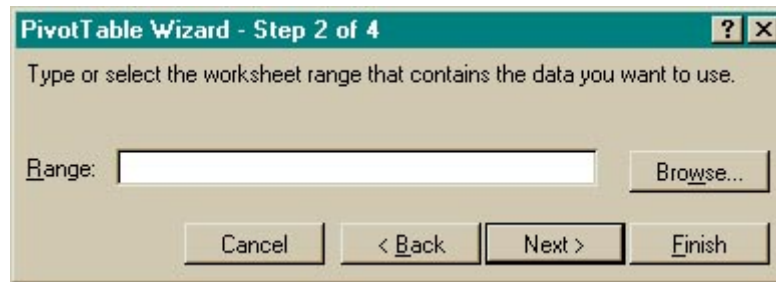 PivotTable Wizard - Step 2 of 4
Type or select the worksheet range that contains the data you want to use.
Range:
Browse...
Cancel
< Back
Next >
Finish